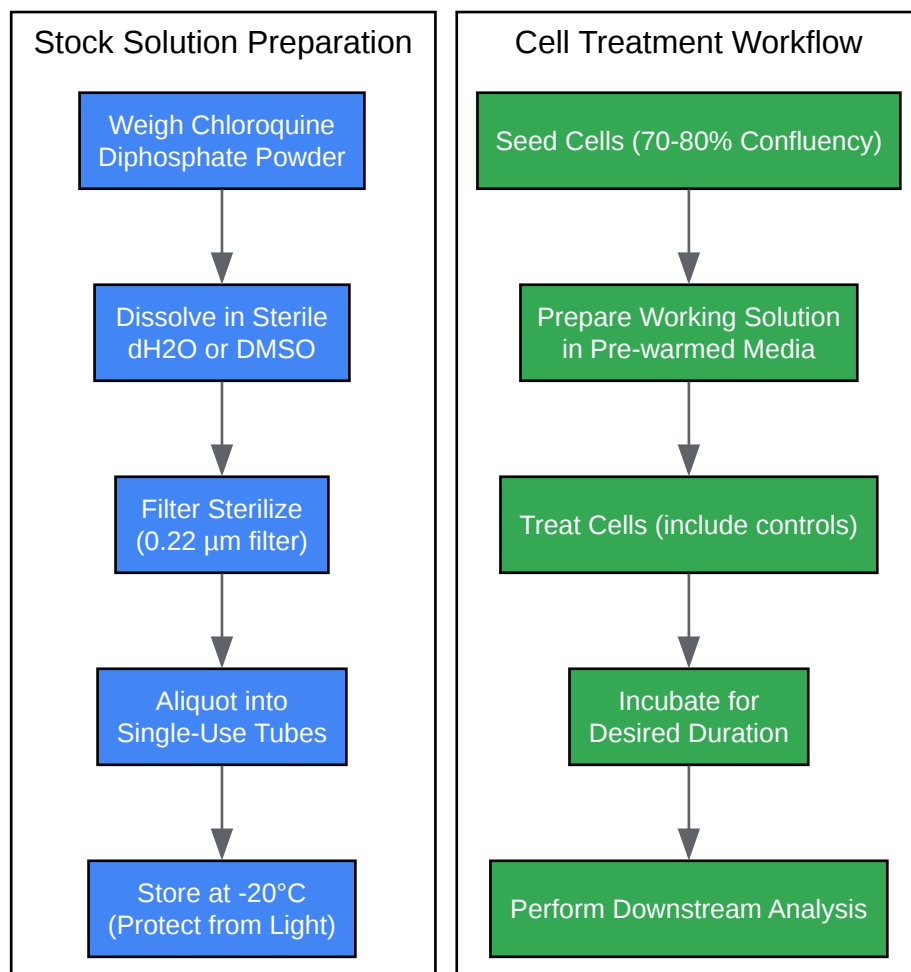 Stock Solution Preparation
Weigh Chloroquine
Diphosphate Powder
Dissolve in Sterile
dH2O or DMSO
Filter Sterilize
(0.22 µm filter)
Aliquot into
Single-Use Tubes
Store at -20°C
(Protect from Light)
Cell Treatment Workflow
Seed Cells (70-80% Confluency)
Prepare Working Solution
in Pre-warmed Media
Treat Cells (include controls)
Incubate for
Desired Duration
Perform Downstream Analysis